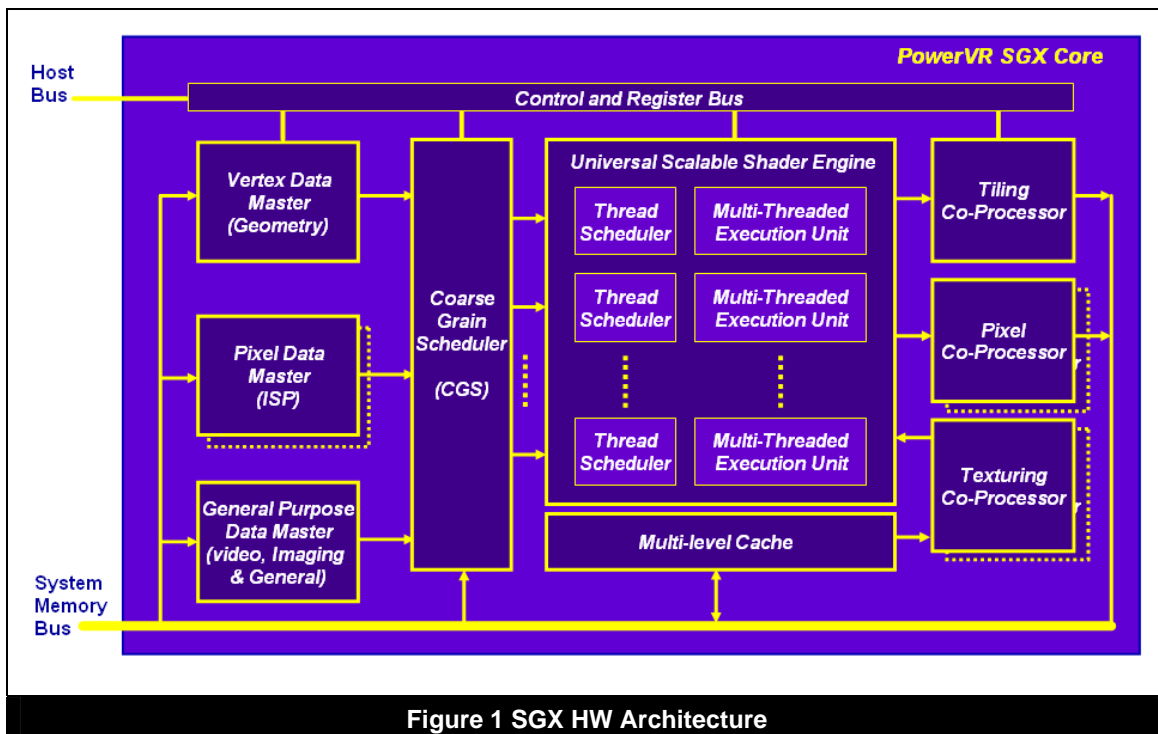 PowerVR SGX Core
Host
Bus
Control and Register Bus
Vertex Data
Master
(Geometry)
Pixel Data
Master
(ISP)
General Purpose
Data Master
(video, Imaging
& General)
Coarse
Grain
Scheduler
(CGS)
Universal Scalable Shader Engine
Thread
Scheduler
Multi-Threaded
Execution Unit
Thread
Scheduler
Multi-Threaded
Execution Unit
Thread
Scheduler
Multi-Threaded
Execution Unit
Multi-level Cache
Tiling
Co-Processor
Pixel
Co-Processor
Texturing
Co-Processor
System
Memory
Bus
Figure 1 SGX HW Architecture